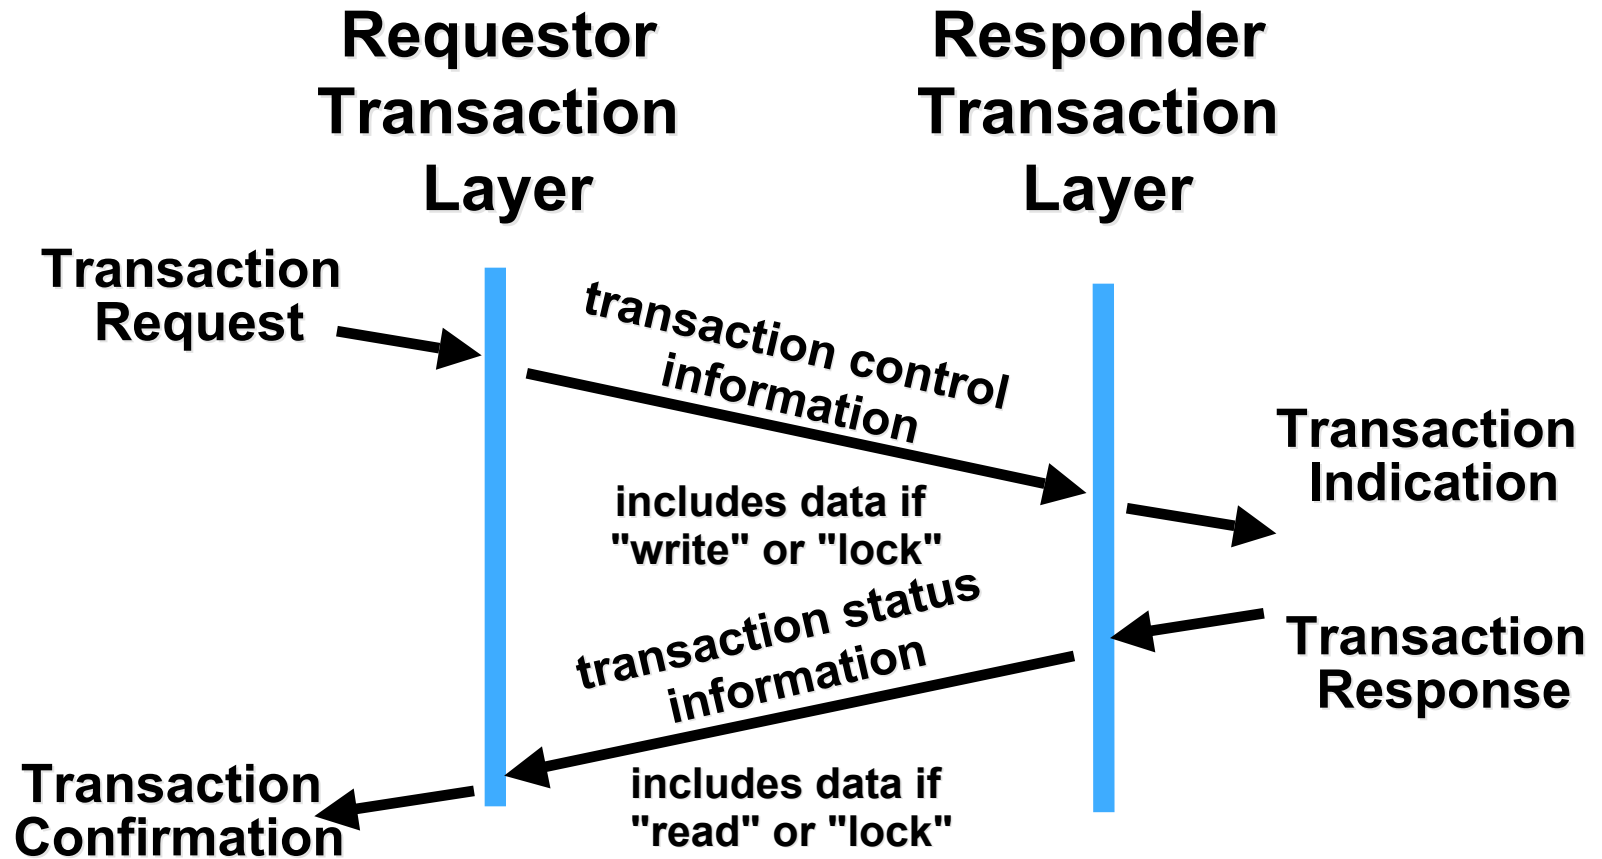 Requestor
Transaction
Layer
Responder
Transaction
Layer
Transaction
Request
transaction control
information
includes data if
"write" or "lock"
Transaction
Indication
transaction status
information
Transaction
Response
includes data if
"read" or "lock"
Transaction
Confirmation